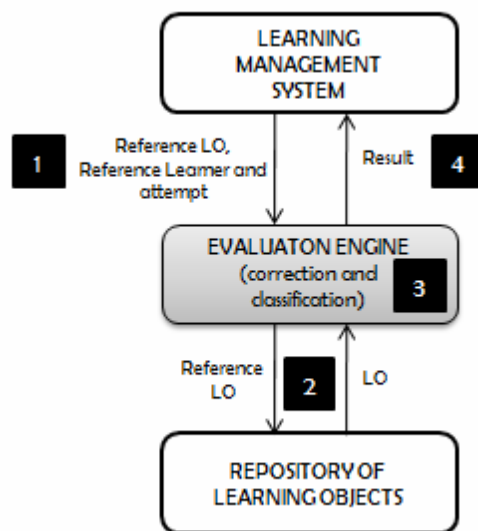 LEARNING
MANAGEMENT
SYSTEM
1
Reference LO,
Reference Learner and
attempt
Result
4
EVALUATON ENGINE
(correction and
classification)
3
Reference
LO
2
LO
REPOSITORY OF
LEARNING OBJECTS